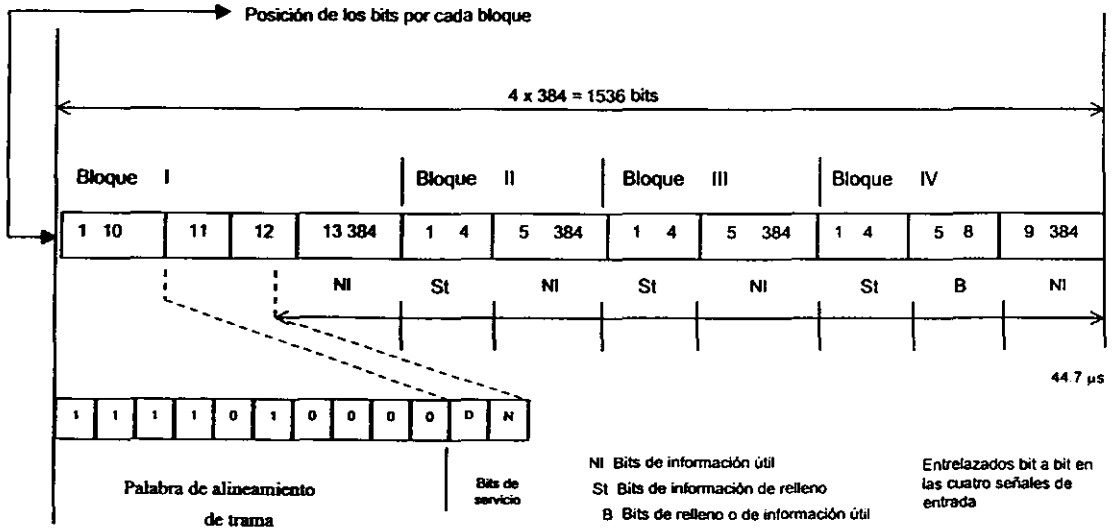 Posición de los bits por cada bloque
4 x 384 = 1536 bits
Bloque I Bloque II Bloque III Bloque IV
1 10 11 12 13 384 1 4 5 384 1 4 5 384 1 4 5 8 9 384
NI St NI St NI St B NI
44.7 µs
1 1 1 1 0 1 0 0 0 0 D N
Palabra de alineamiento
de trama
Bits de
servicio
NI Bits de información útil
St Bits de información de relleno
B Bits de relleno o de información útil
Entrelazados bit a bit en
las cuatro señales de
entrada